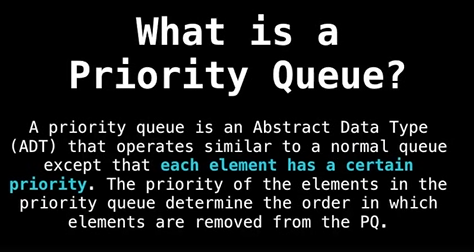 What is a
Priority Queue?
A priority queue is an Abstract Data Type
(ADT) that operates similar to a normal queue
except that each element has a certain
priority. The priority of the elements in the
priority queue determine the order in which
elements are removed from the PQ.